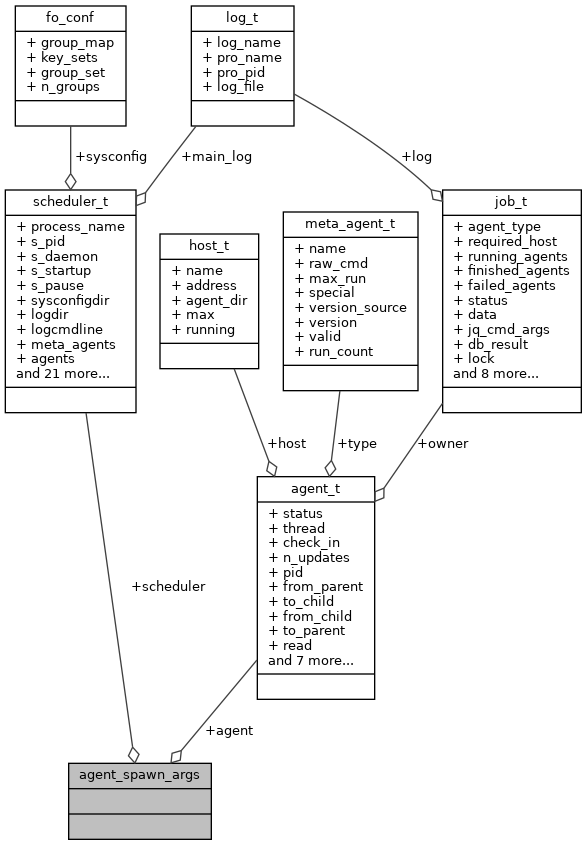 fo_conf
+ group_map
+ key_sets
+ group_set
+ n_groups
log_t
+ log_name
+ pro_name
+ pro_pid
+ log_file
+sysconfig
+main_log
+log
scheduler_t
+ process_name
+ s_pid
+ s_daemon
+ s_startup
+ s_pause
+ sysconfigdir
+ logdir
+ logcmdline
+ meta_agents
+ agents
and 21 more...
host_t
+ name
+ address
+ agent_dir
+ max
+ running
meta_agent_t
+ name
+ raw_cmd
+ max_run
+ special
+ version_source
+ version
+ valid
+ run_count
job_t
+ agent_type
+ required_host
+ running_agents
+ finished_agents
+ failed_agents
+ status
+ data
+ jq_cmd_args
+ db_result
+ lock
and 8 more...
+host
+type
+owner
agent_t
+ status
+ thread
+ check_in
+ n_updates
+ pid
+ from_parent
+ to_child
+ from_child
+ to_parent
+ read
and 7 more...
+scheduler
+agent
agent_spawn_args